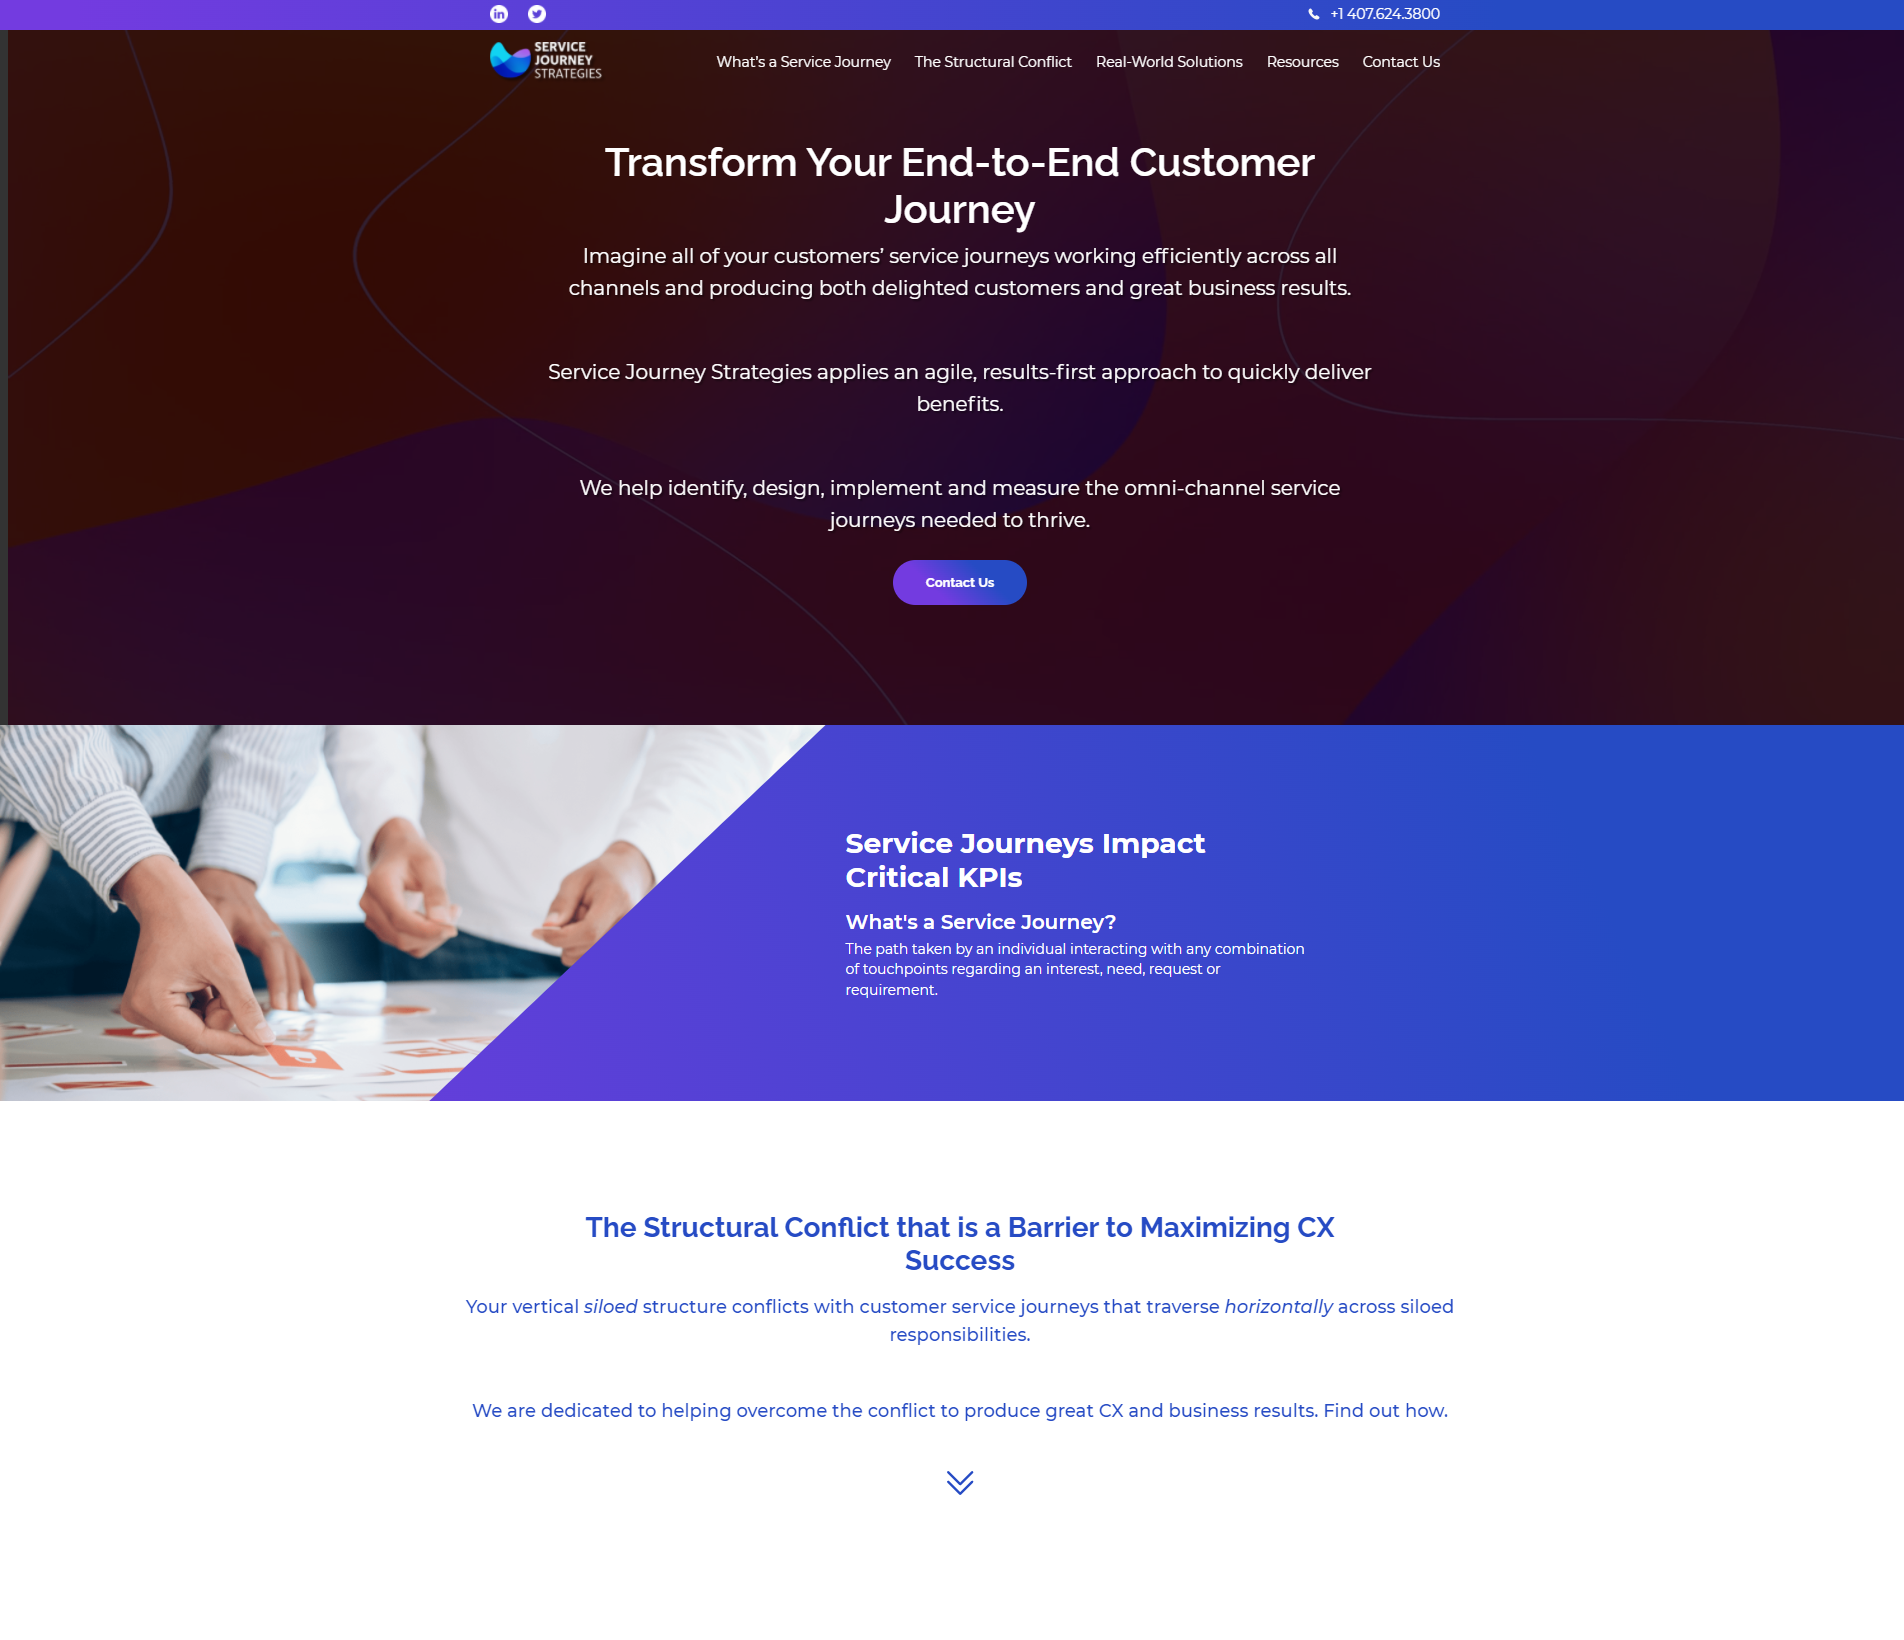 +1 407.624.3800
SERVICE
JOURNEY
STRATEGIES
What's a Service Journey
The Structural Conflict
Real-World Solutions
Resources
Contact Us
Transform Your End-to-End Customer
Journey
Imagine all of your customers’ service journeys working efficiently across all
channels and producing both delighted customers and great business results.
Service Journey Strategies applies an agile, results-first approach to quickly deliver
benefits.
We help identify, design, implement and measure the omni-channel service
journeys needed to thrive.
Contact Us
Service Journeys Impact
Critical KPIs
What's a Service Journey?
The path taken by an individual interacting with any combination
of touchpoints regarding an interest, need, request or
requirement.
The Structural Conflict that is a Barrier to Maximizing CX
Success
Your vertical siloed structure conflicts with customer service journeys that traverse horizontally across siloed
responsibilities.
We are dedicated to helping overcome the conflict to produce great CX and business results. Find out how.